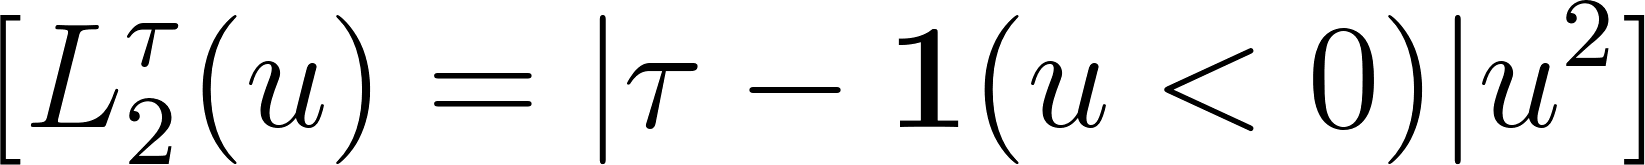 [L_2^τ(u) = |τ − 𝟏(u < 0)|u^2]